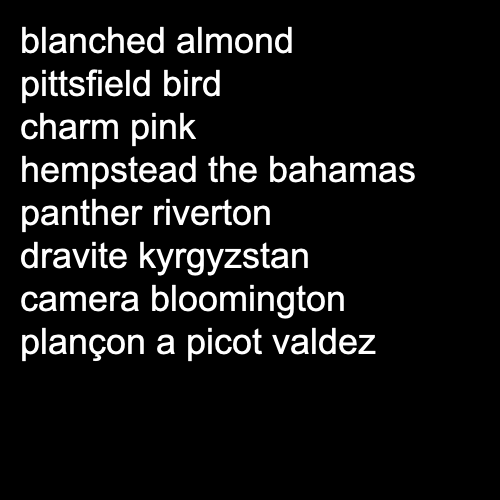 blanched almond
pittsfield bird
charm pink
hempstead the bahamas
panther riverton
dravite kyrgyzstan
camera bloomington
plançon a picot valdez